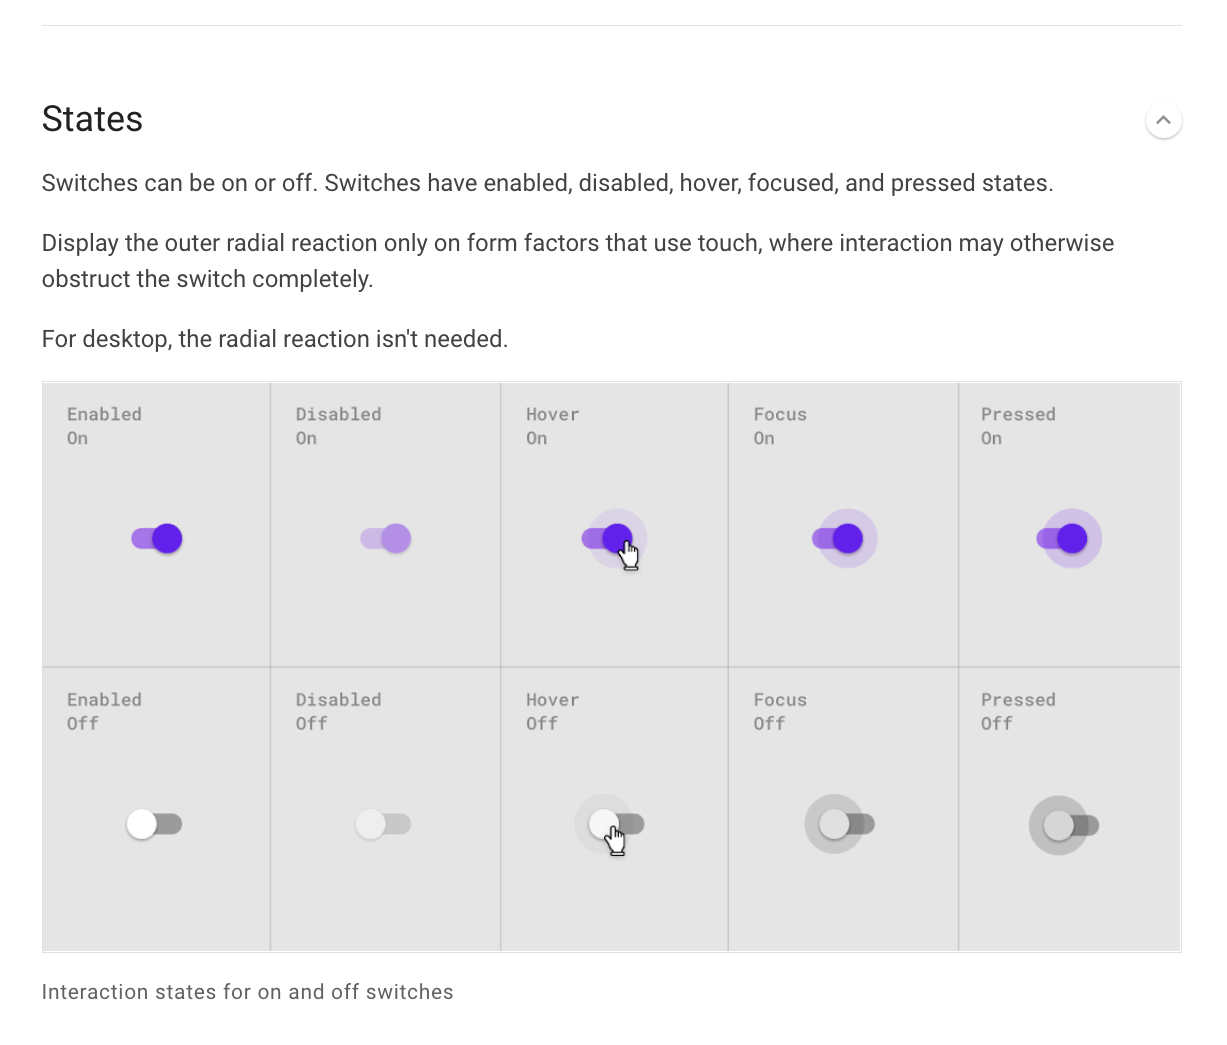 States
Switches can be on or off. Switches have enabled, disabled, hover, focused, and pressed states.
Display the outer radial reaction only on form factors that use touch, where interaction may otherwise
obstruct the switch completely.
For desktop, the radial reaction isn't needed.
Enabled
On
Disabled
On
Hover
On
Focus
On
Pressed
On
Enabled
Off
Disabled
Off
Hover
Off
Focus
Off
Pressed
Off
Interaction states for on and off switches